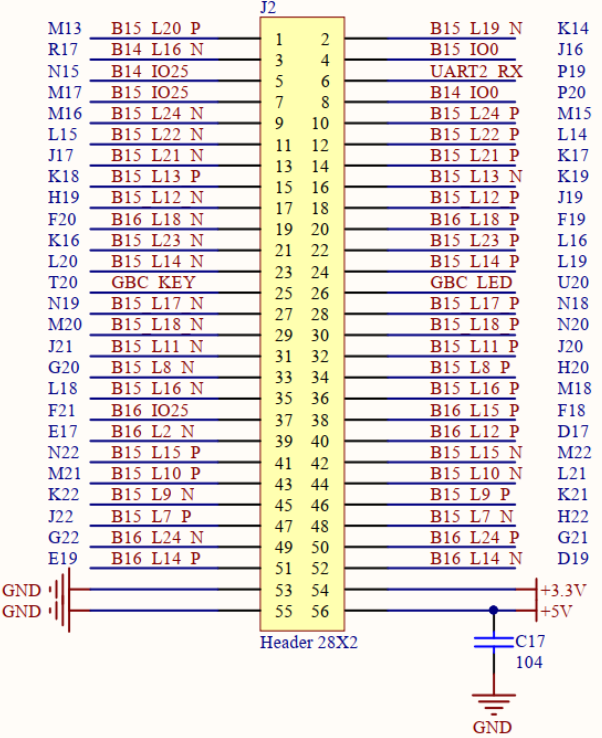 J2
M13 B15_L20_P 1 2 B15_L19_N K14
R17 B14_L16_N 3 4 B15_IO0 J16
N15 B14_IO25 5 6 UART2_RX P19
M17 B15_IO25 7 8 B14_IO0 P20
M16 B15_L24_N 9 10 B15_L24_P M15
L15 B15_L22_N 11 12 B15_L22_P L14
J17 B15_L21_N 13 14 B15_L21_P K17
K18 B15_L13_P 15 16 B15_L13_N K19
H19 B15_L12_N 17 18 B15_L12_P J19
F20 B16_L18_N 19 20 B16_L18_P F19
K16 B15_L23_N 21 22 B15_L23_P L16
L20 B15_L14_N 23 24 B15_L14_P L19
T20 GBC_KEY 25 26 GBC_LED U20
N19 B15_L17_N 27 28 B15_L17_P N18
M20 B15_L18_N 29 30 B15_L18_P N20
J21 B15_L11_N 31 32 B15_L11_P J20
G20 B15_L8_N 33 34 B15_L8_P H20
L18 B15_L16_N 35 36 B15_L16_P M18
F21 B16_IO25 37 38 B16_L15_P F18
E17 B16_L2_N 39 40 B16_L12_P D17
N22 B15_L15_P 41 42 B15_L15_N M22
M21 B15_L10_P 43 44 B15_L10_N L21
K22 B15_L9_N 45 46 B15_L9_P K21
J22 B15_L7_P 47 48 B15_L7_N H22
G22 B16_L24_N 49 50 B16_L24_P G21
E19 B16_L14_P 51 52 B16_L14_N D19
GND 53 54 +3.3V
GND 55 56 +5V
Header 28X2
C17
104
GND